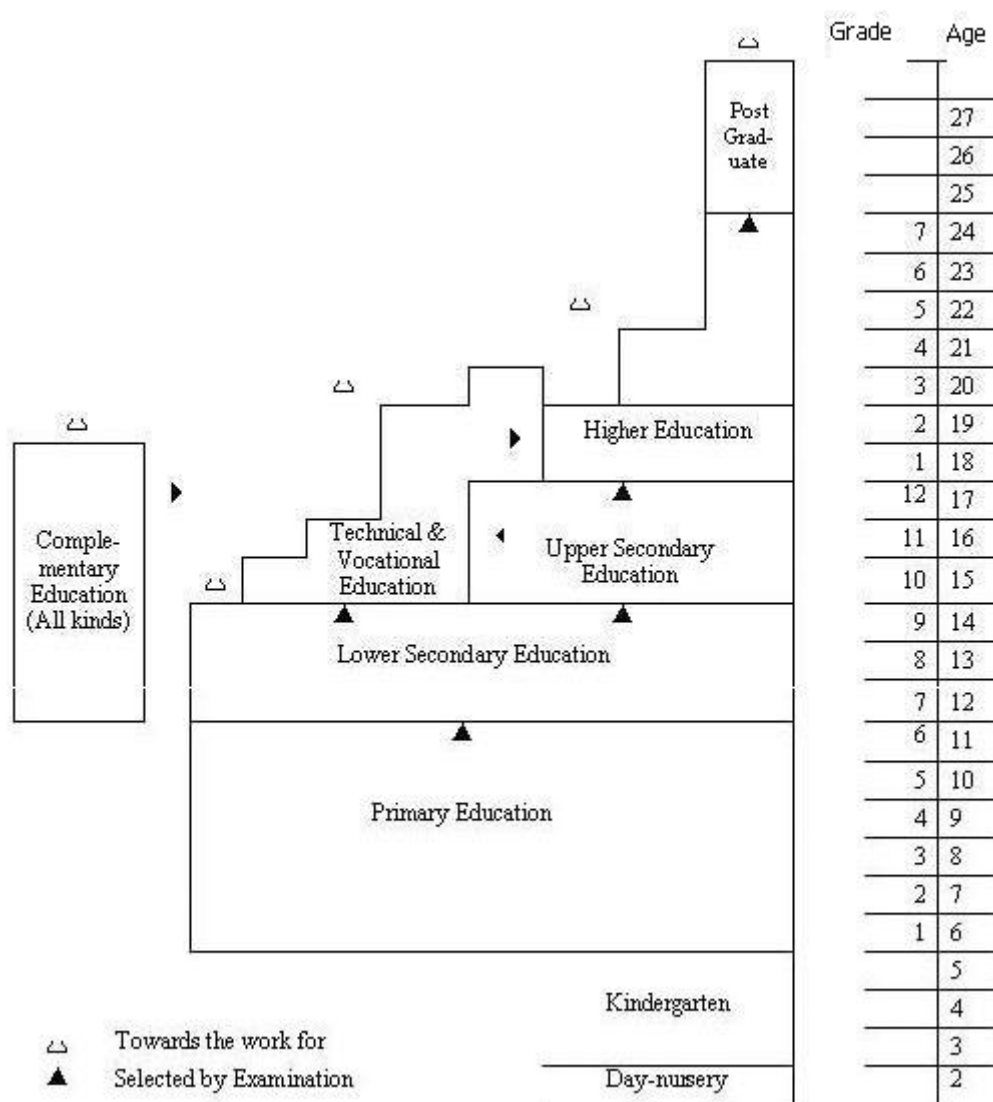 Grade Age
Post
Grad-
uate
27
26
25
7 24
6 23
5 22
4 21
3 20
2 19
1 18
12 17
11 16
10 15
9 14
8 13
7 12
6 11
5 10
4 9
3 8
2 7
1 6
5
4
3
2
Higher Education
Technical &
Vocational
Education
Upper Secondary
Education
Comple-
mentary
Education
(All kinds)
Lower Secondary Education
Primary Education
Kindergarten
Day-nursery
Towards the work for
Selected by Examination